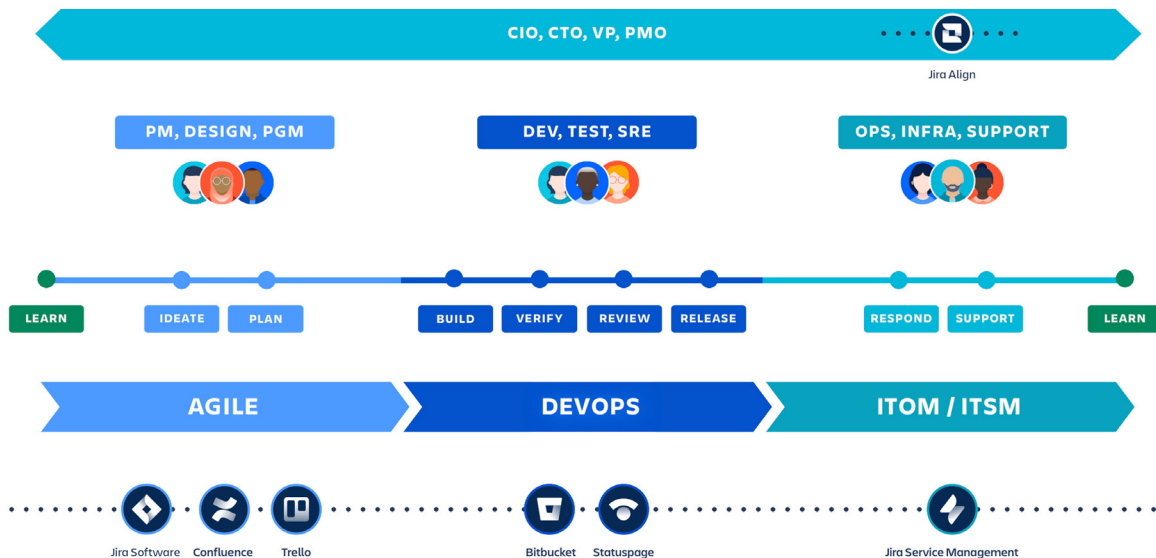 CIO, CTO, VP, PMO
Jira Align
PM, DESIGN, PGM
DEV, TEST, SRE
OPS, INFRA, SUPPORT
LEARN
IDEATE
PLAN
BUILD
VERIFY
REVIEW
RELEASE
RESPOND
SUPPORT
LEARN
AGILE
DEVOPS
ITOM / ITSM
Jira Software
Confluence
Trello
Bitbucket
Statuspage
Jira Service Management